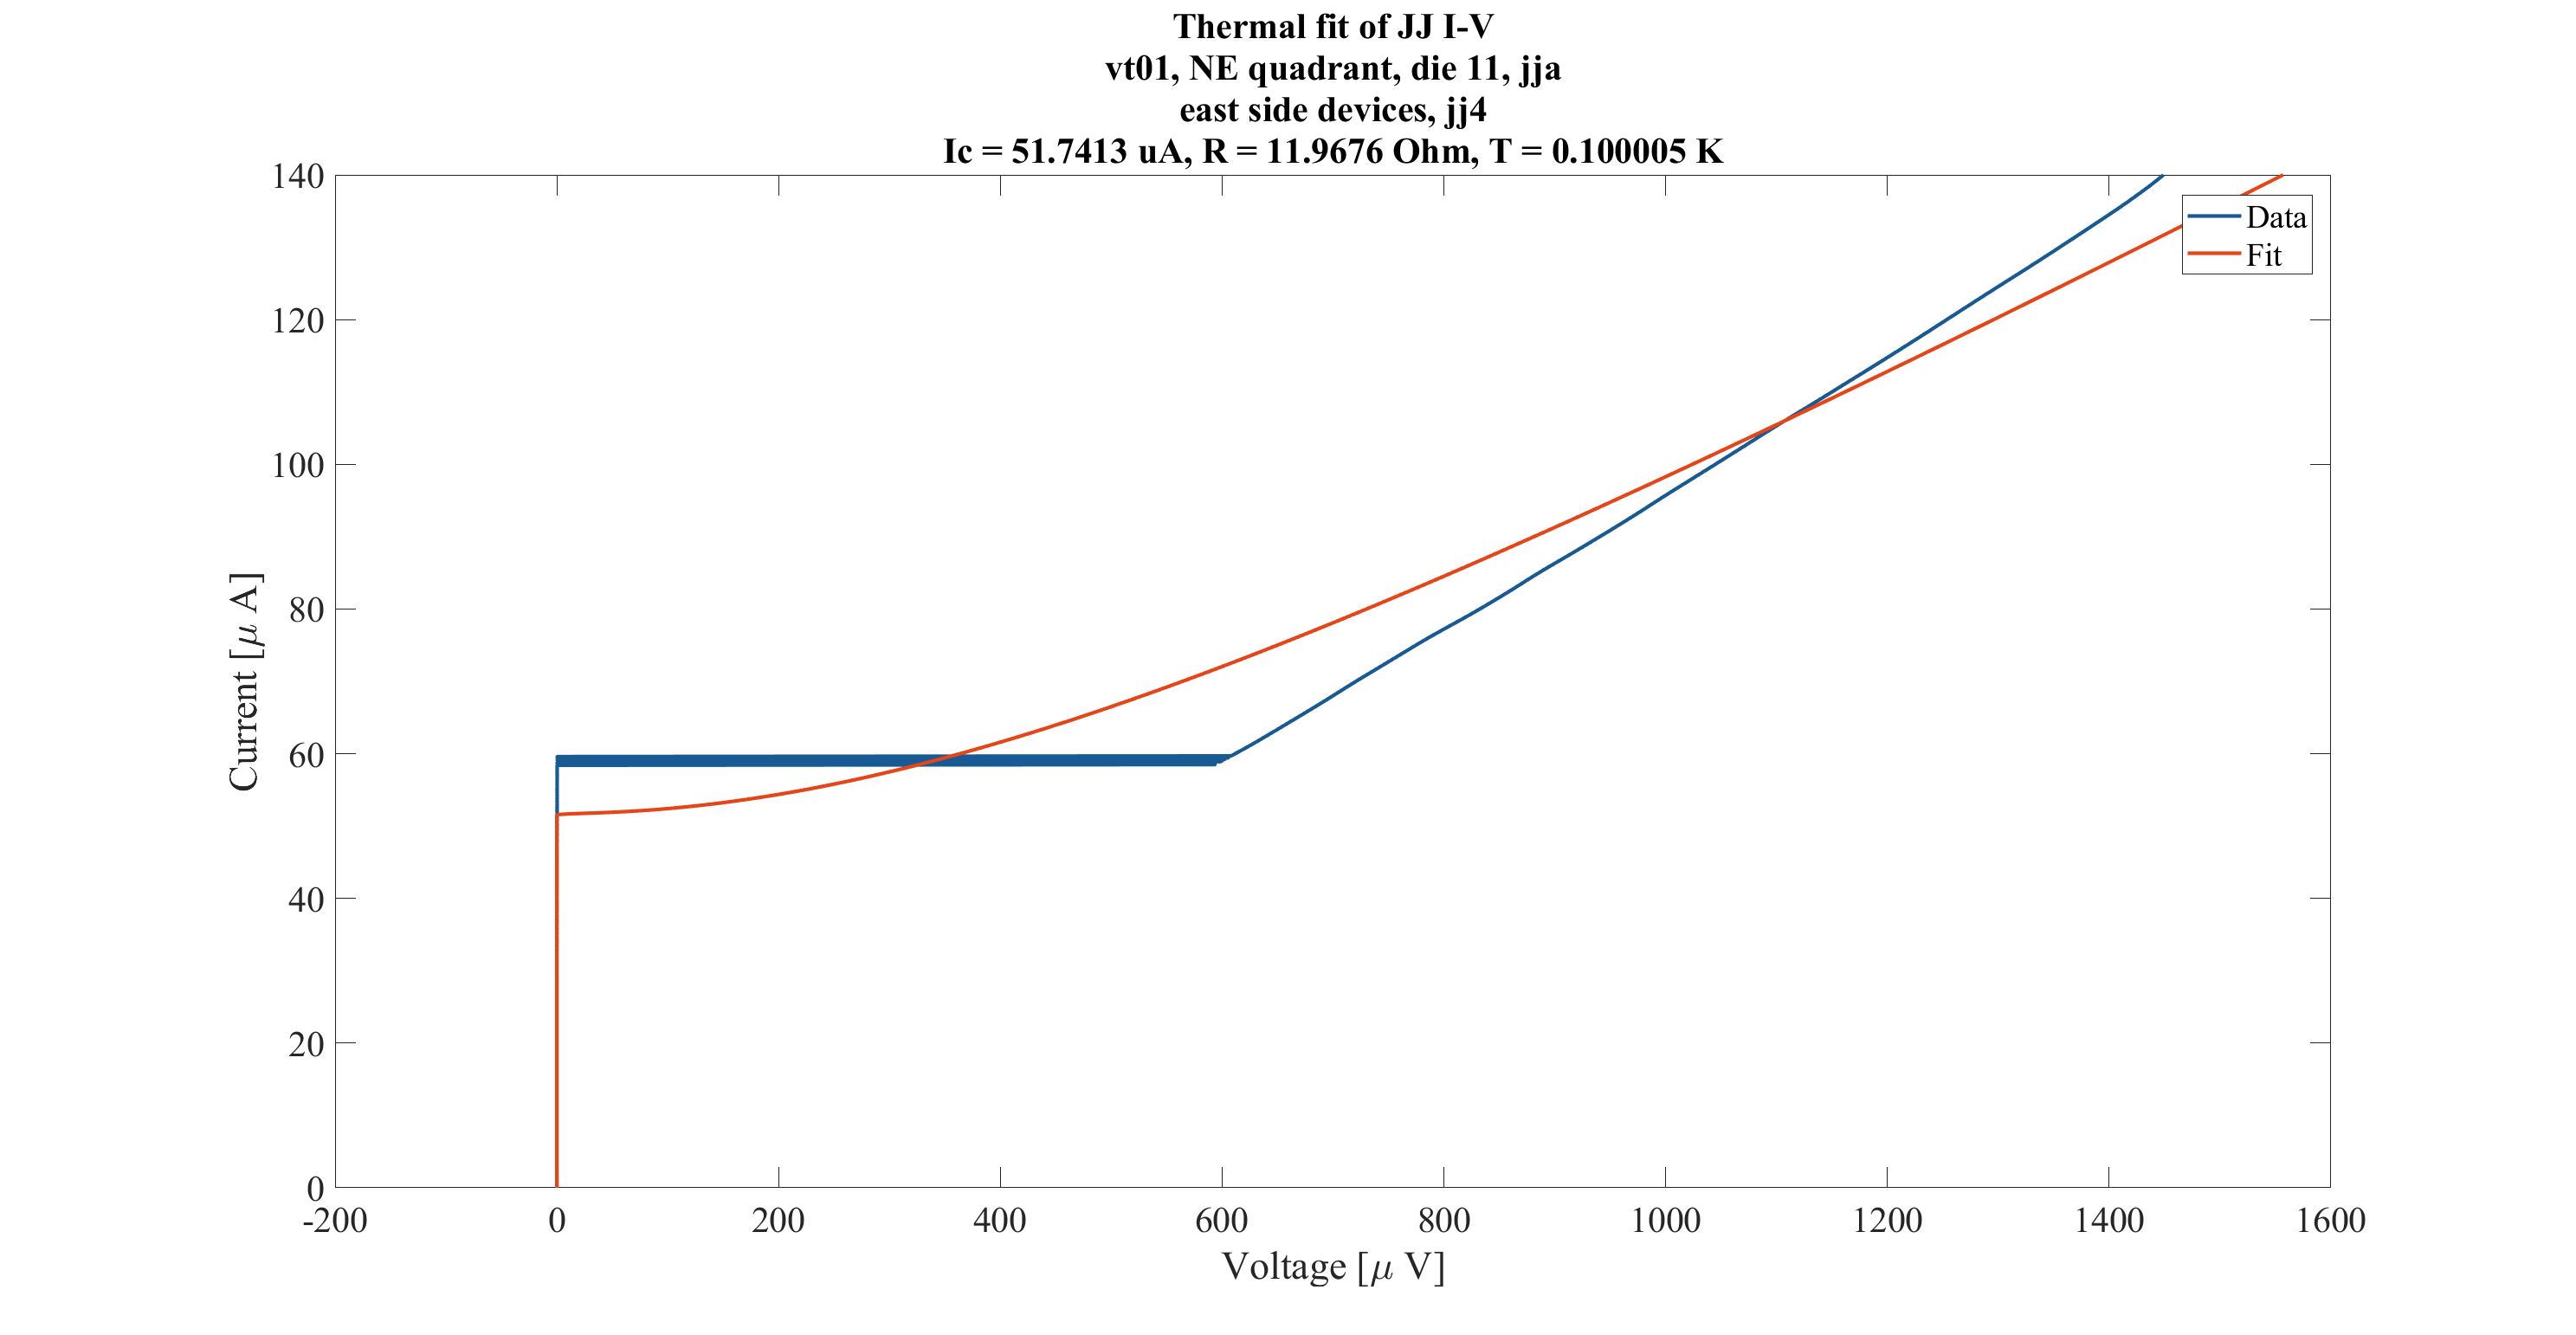 Thermal fit of JJ I-V
vt01, NE quadrant, die 11, jja
east side devices, jj4
Ic = 51.7413 uA, R = 11.9676 Ohm, T = 0.100005 K
140
120
100
80
60
40
20
0
Current [μ A]
Data
Fit
-200 0 200 400 600 800 1000 1200 1400 1600
Voltage [μ V]